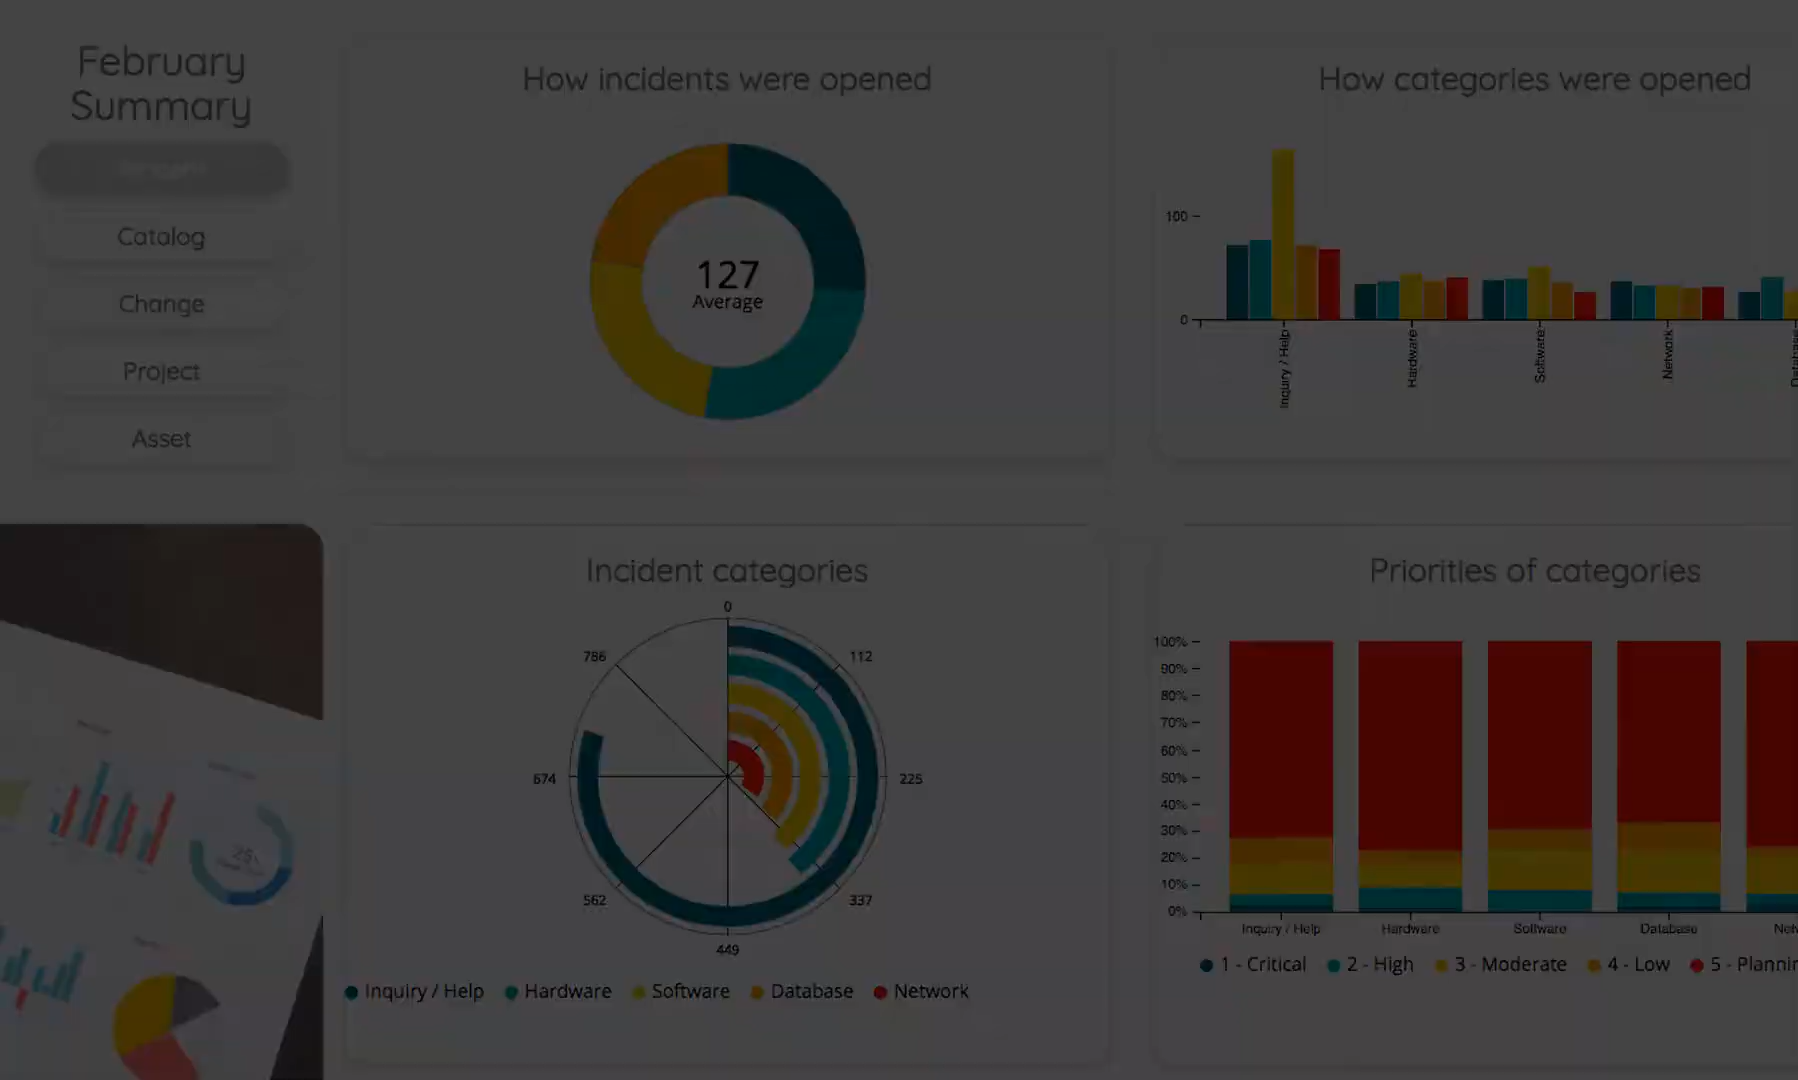 February
Summary
Catalog
Change
Project
Asset
How incidents were opened
127
Average
How categories were opened
100
0
Inquiry / Help
Hardware
Software
Network
Incident categories
0
112
225
337
449
562
674
786
Inquiry / Help Hardware Software Database Network
Priorities of categories
100%
90%
80%
70%
60%
50%
40%
30%
20%
10%
0%
Inquiry / Help Hardware Software Database
1 - Critical 2 - High 3 - Moderate 4 - Low 5 - Plannin